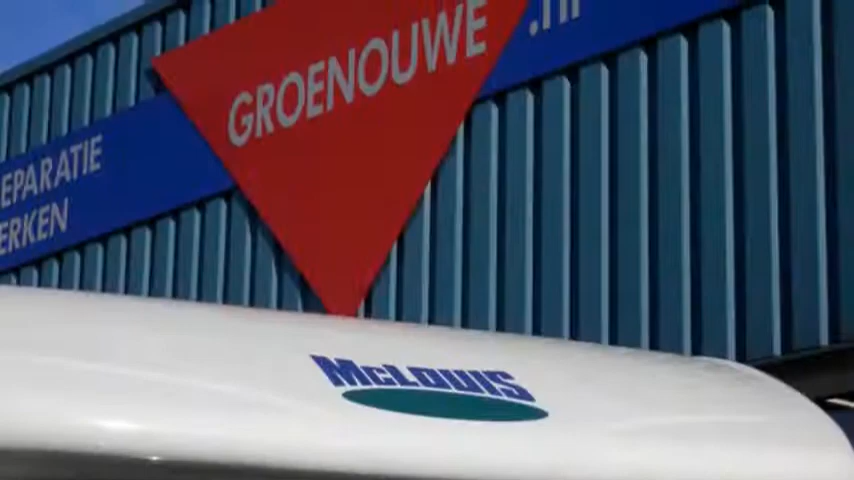 GROENOUWE
.nl
EPARATIE
ERKEN
McLOUIS